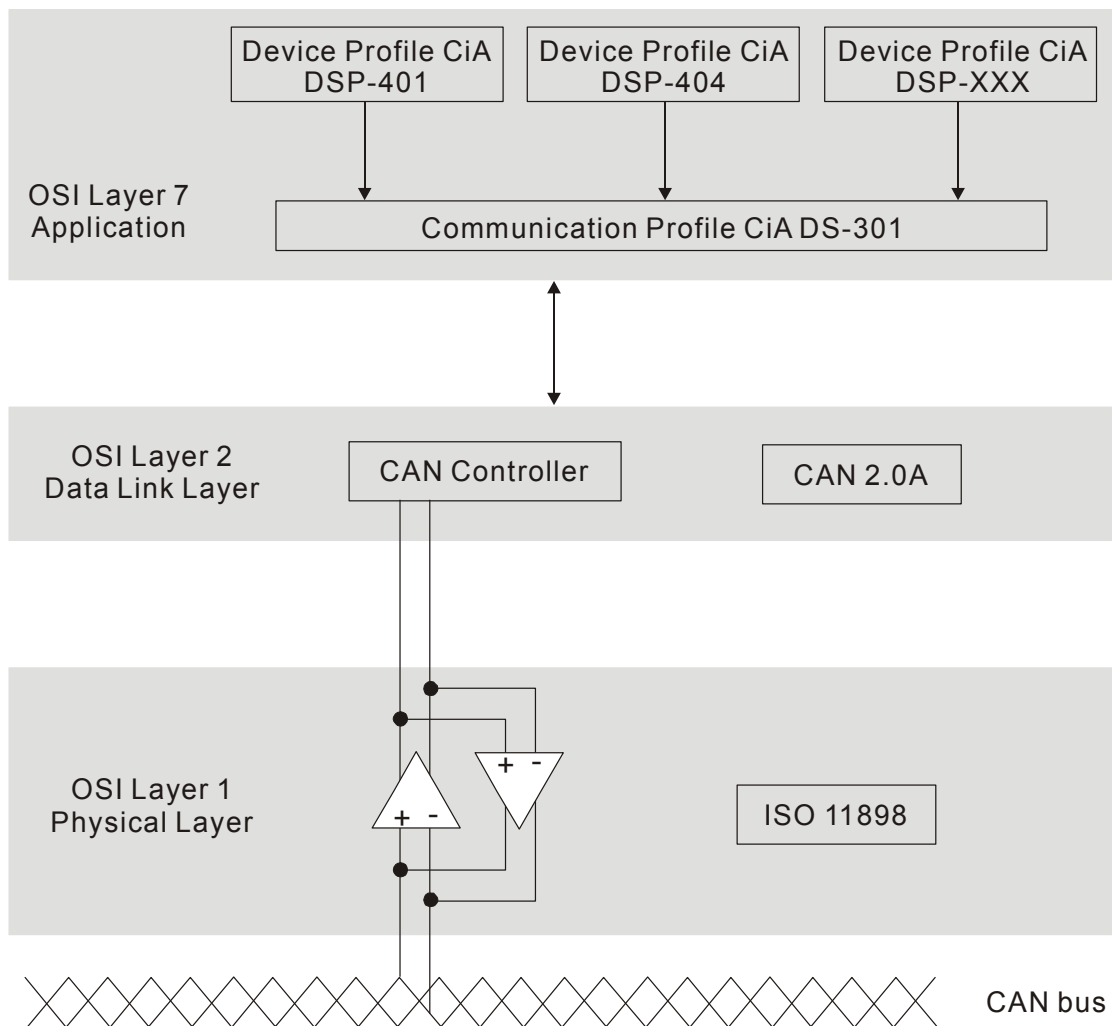 Device Profile CiA
DSP-401
Device Profile CiA
DSP-404
Device Profile CiA
DSP-XXX
OSI Layer 7
Application
Communication Profile CiA DS-301
OSI Layer 2
Data Link Layer
CAN Controller
CAN 2.0A
OSI Layer 1
Physical Layer
+ -
+ -
ISO 11898
CAN bus